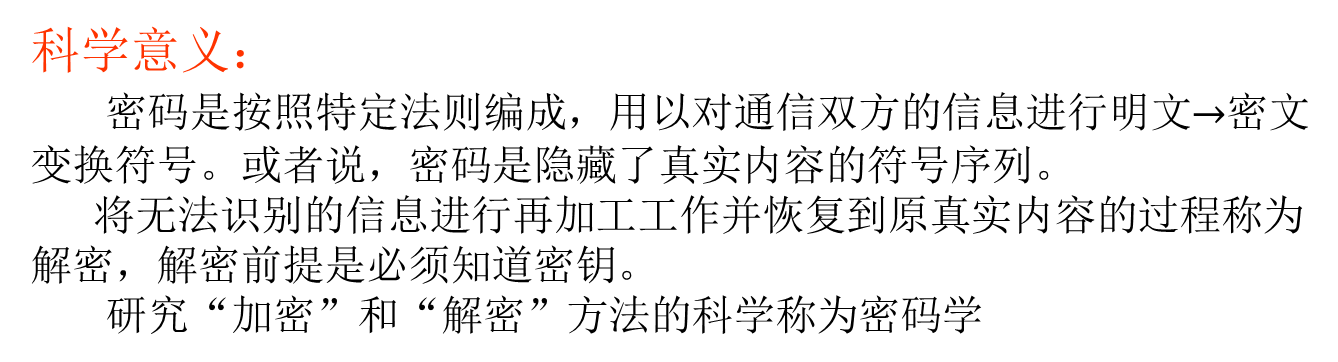 科学意义：
密码是按照特定法则编成，用以对通信双方的信息进行明文→密文
变换符号。或者说，密码是隐藏了真实内容的符号序列。
将无法识别的信息进行再加工工作并恢复到原真实内容的过程称为
解密，解密前提是必须知道密钥。
研究“加密”和“解密”方法的科学称为密码学